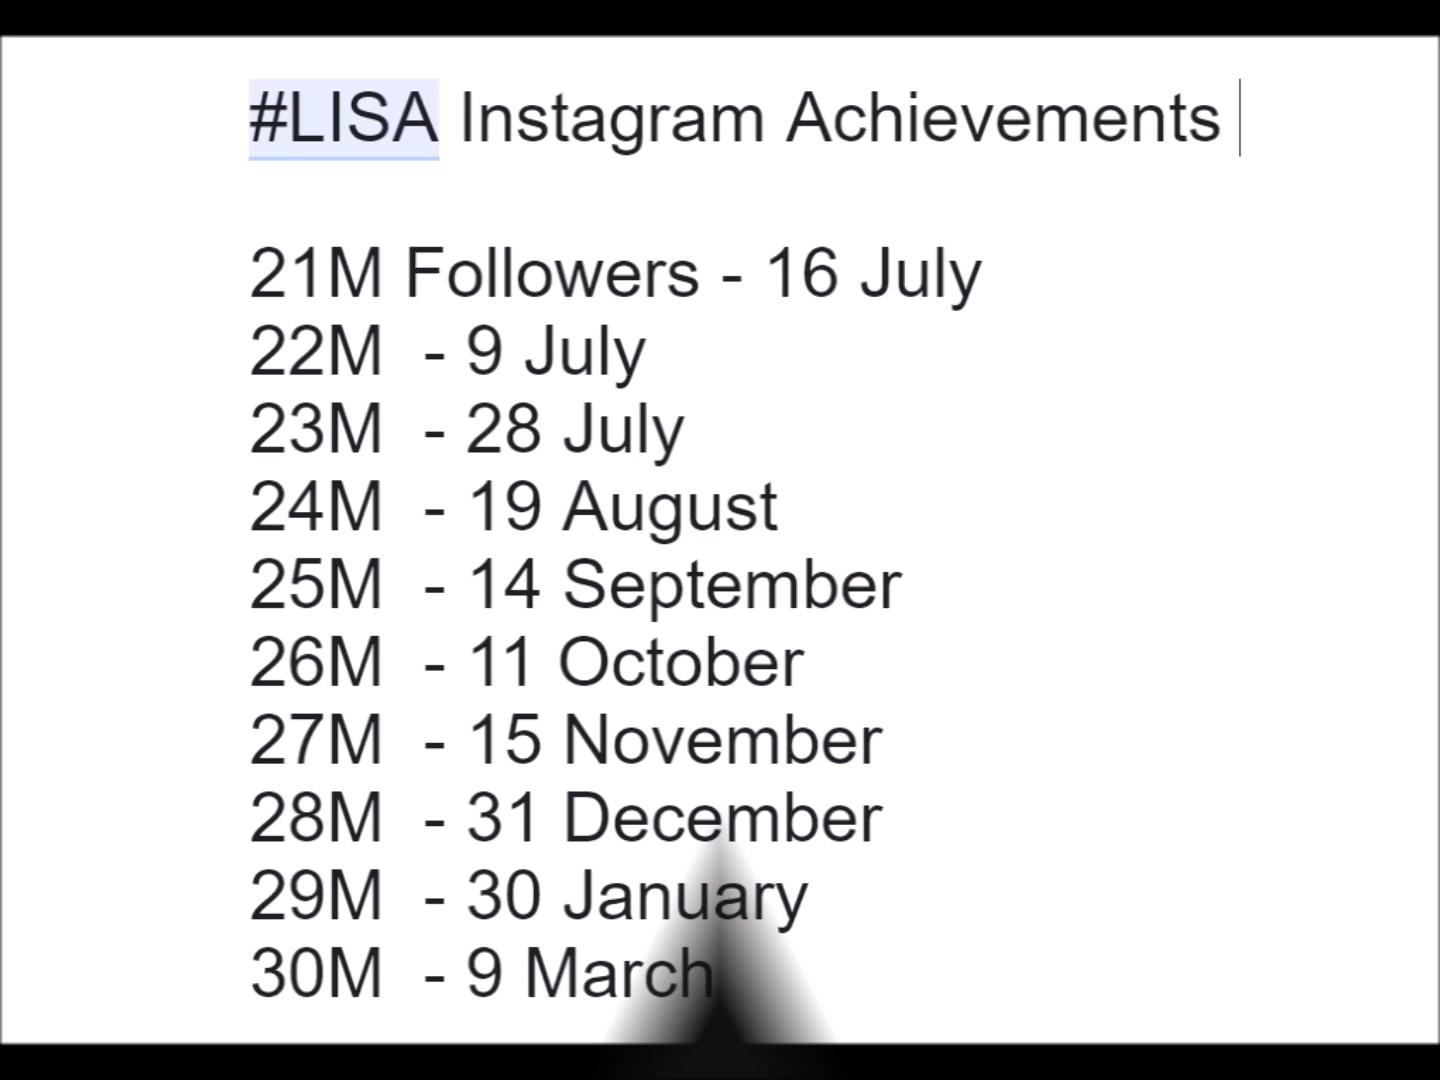 #LISA Instagram Achievements
21M Followers - 16 July
22M - 9 July
23M - 28 July
24M - 19 August
25M - 14 September
26M - 11 October
27M - 15 November
28M - 31 December
29M - 30 January
30M - 9 March